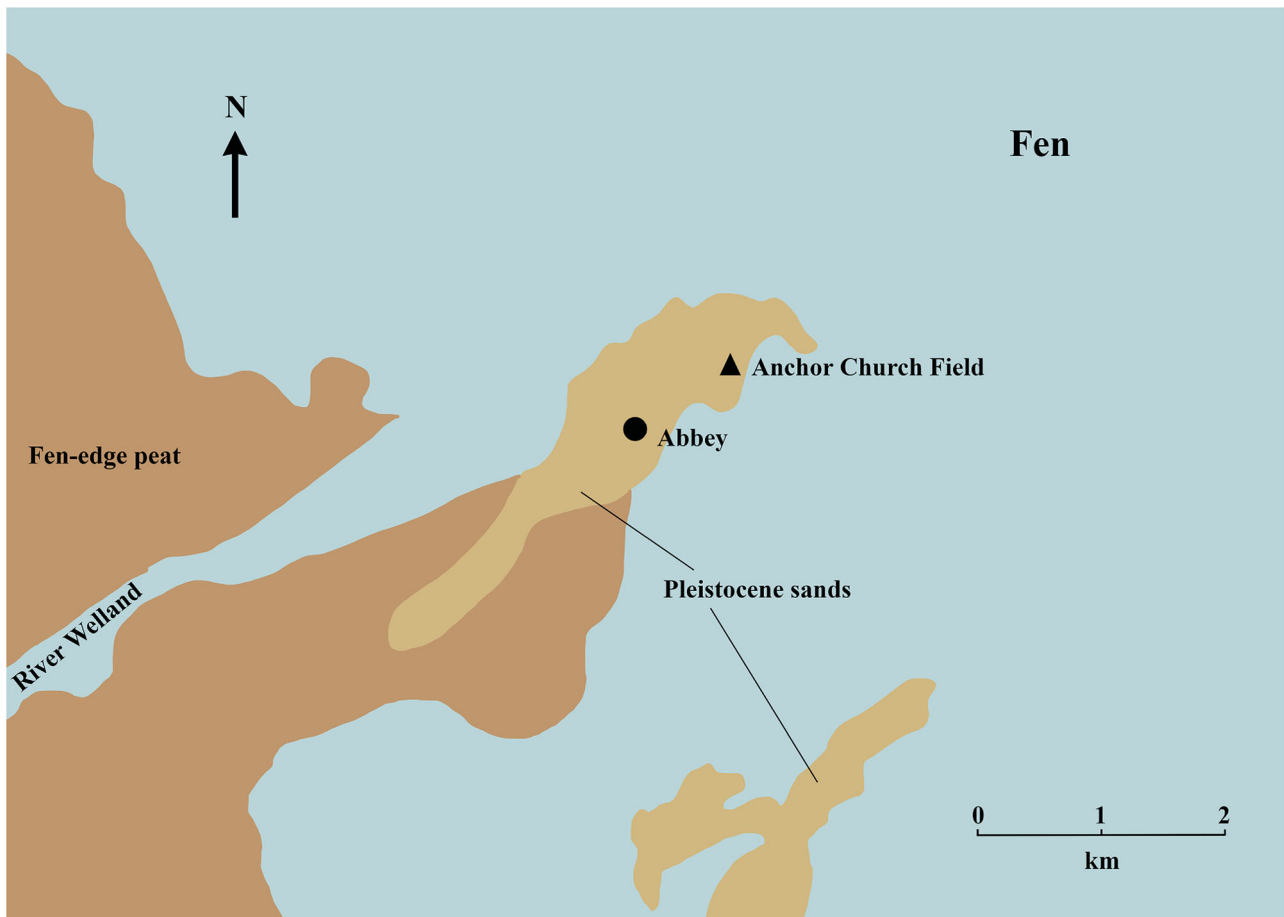 N
Fen
Anchor Church Field
Abbey
Fen-edge peat
Pleistocene sands
River Welland
0 1 2
km